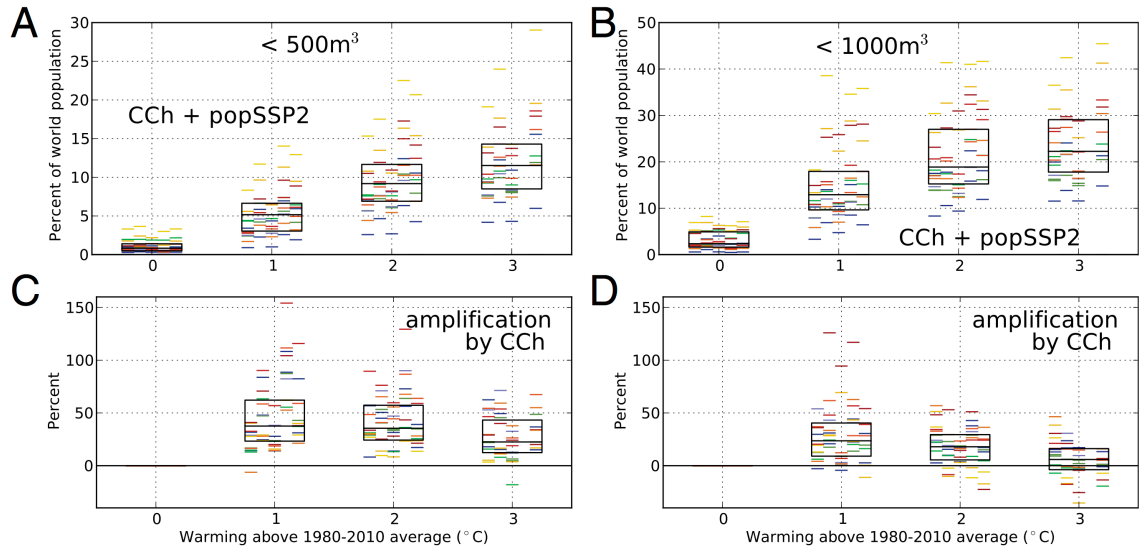 A
B
< 500m³
CCh + popSSP2
Percent of world population
30
25
20
15
10
5
0
0 1 2 3
< 1000m³
CCh + popSSP2
Percent of world population
50
40
30
20
10
0
0 1 2 3
C
D
amplification
by CCh
Percent
150
100
50
0
0 1 2 3
Warming above 1980-2010 average (°C)
amplification
by CCh
Percent
150
100
50
0
0 1 2 3
Warming above 1980-2010 average (°C)